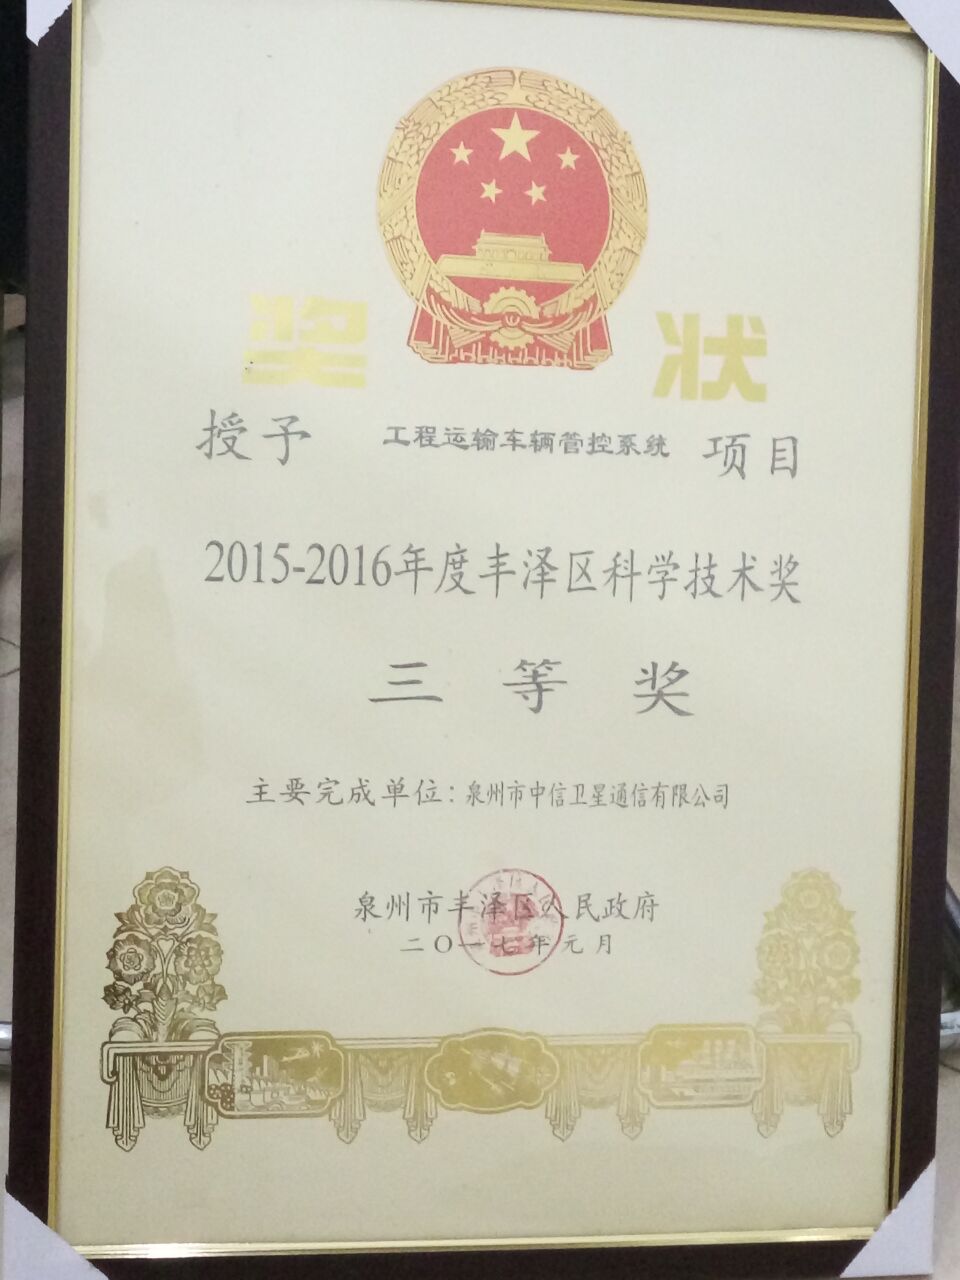 奖状
授予 工程运输车辆管控系统 项目
2015-2016年度丰泽区科学技术奖
三等奖
主要完成单位：泉州市中信卫星通信有限公司
泉州市丰泽区人民政府
二〇一七年元月